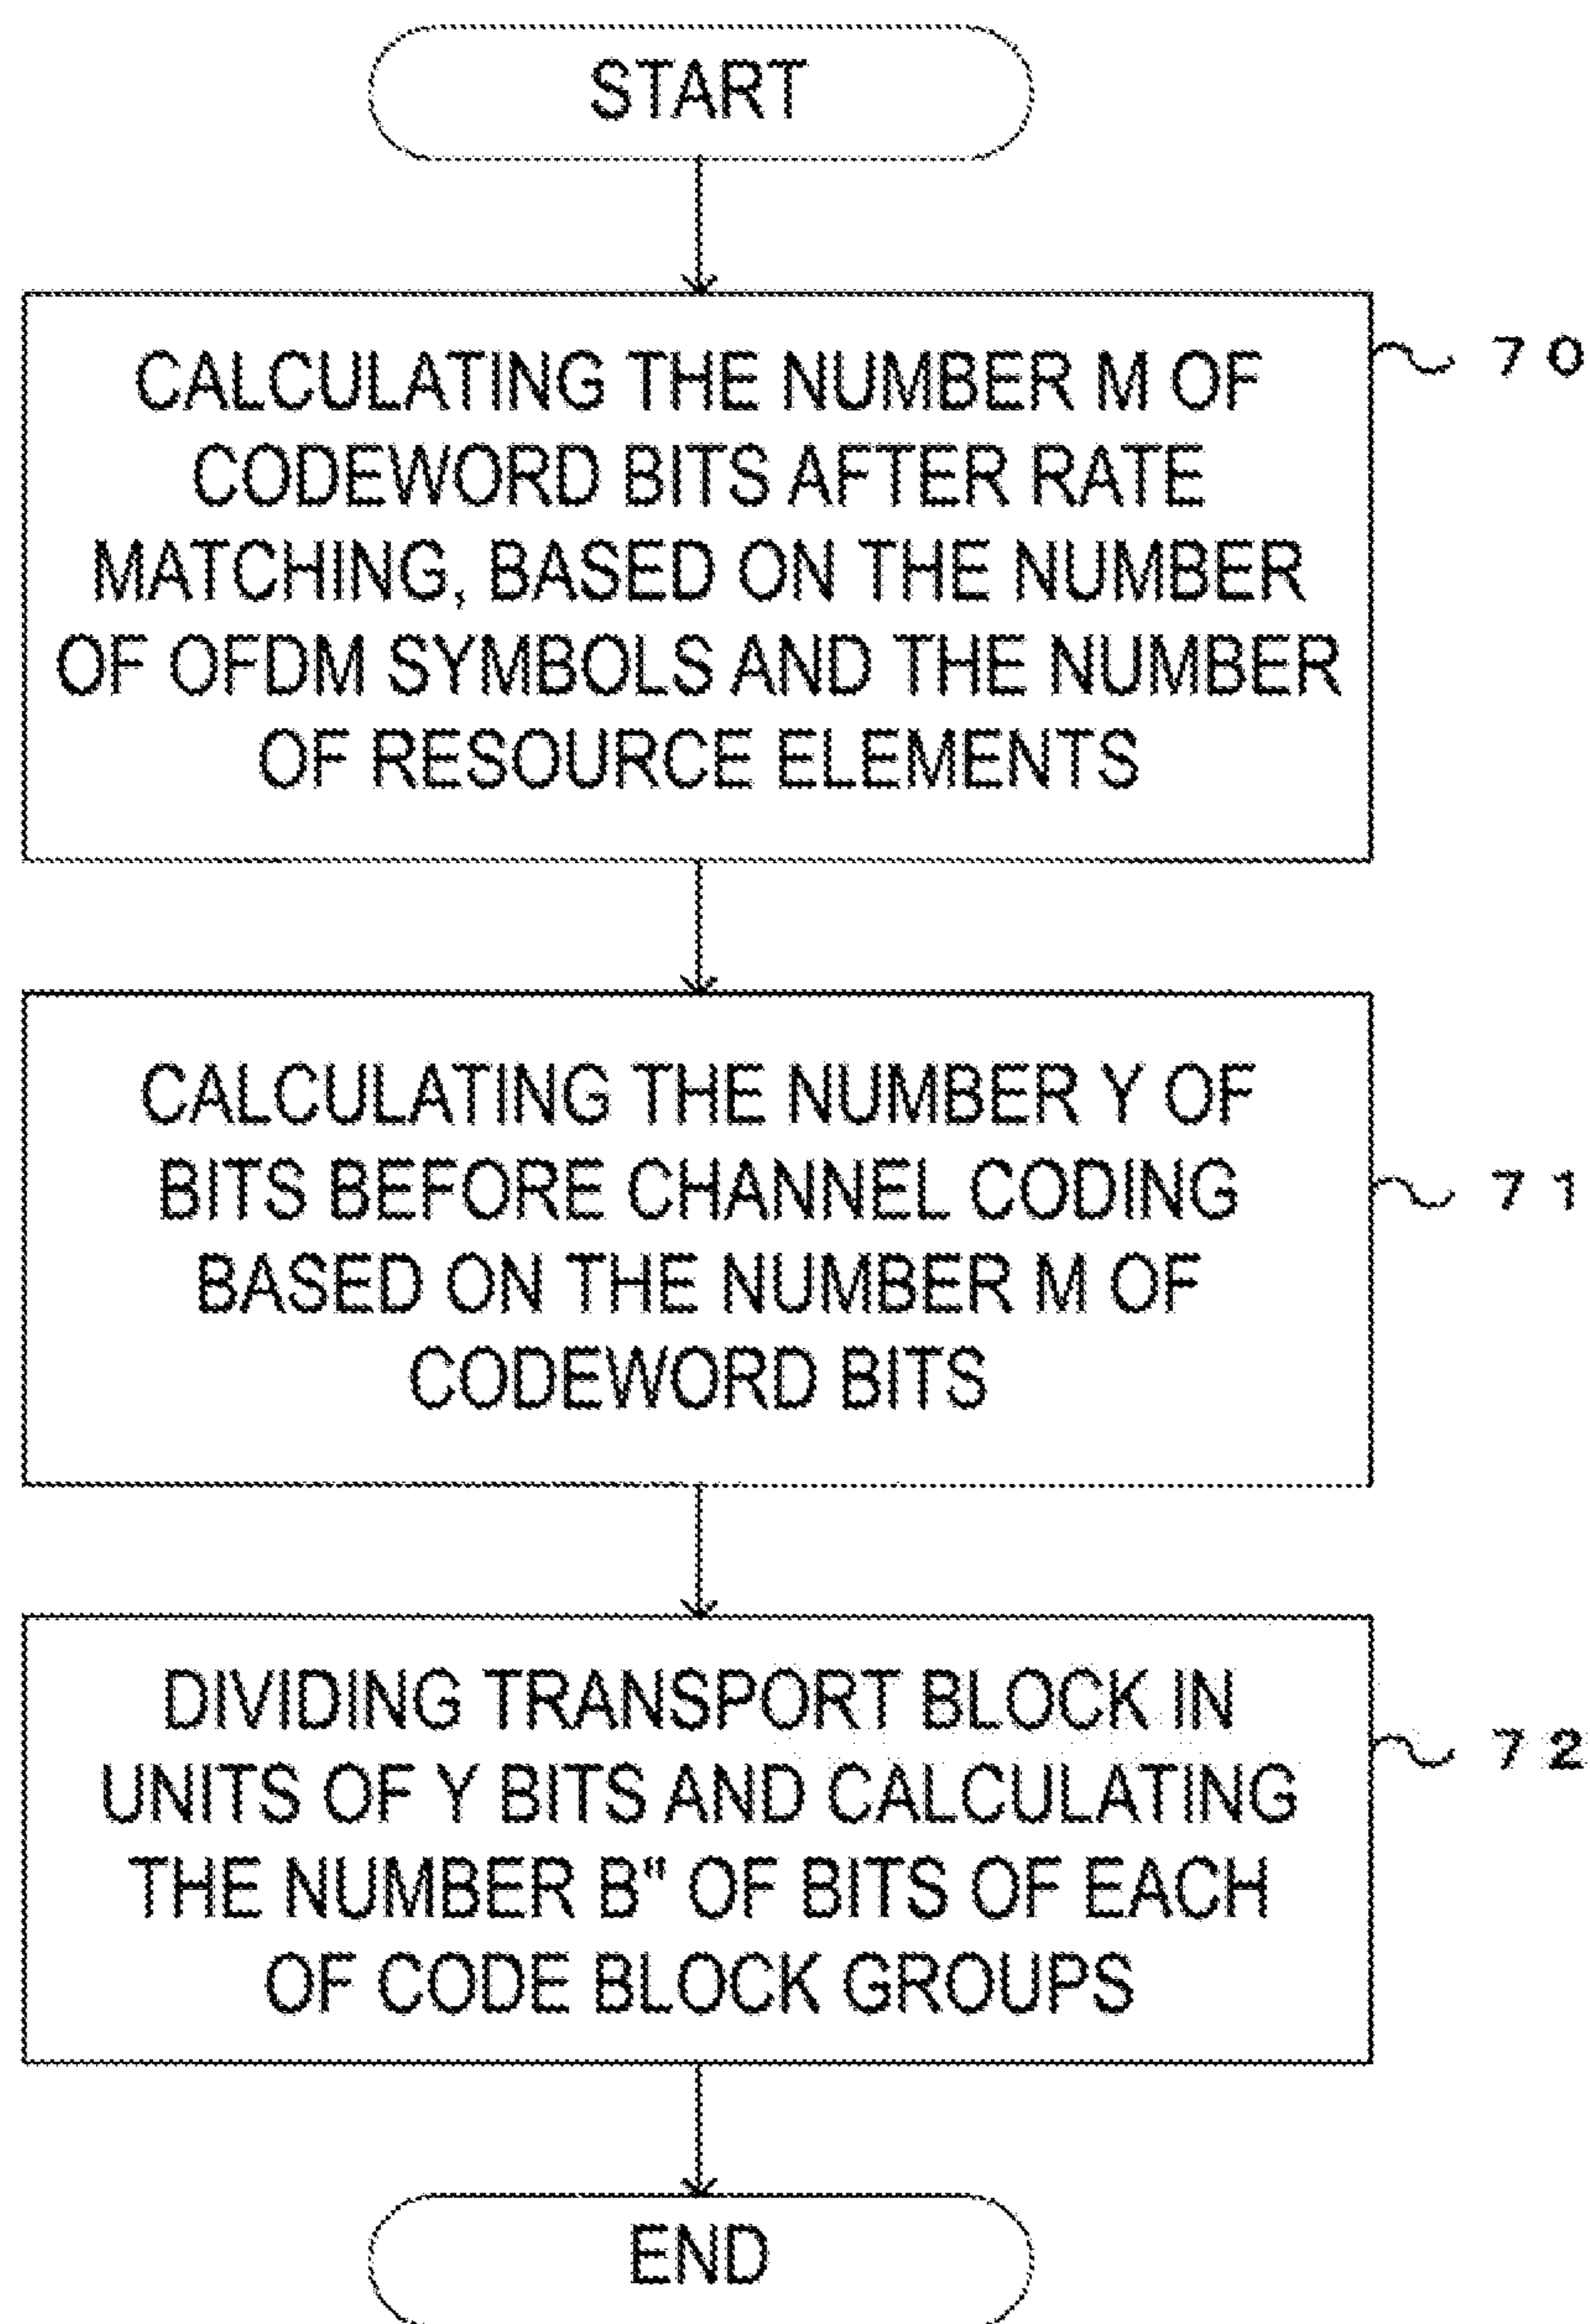 START
CALCULATING THE NUMBER M OF
CODEWORD BITS AFTER RATE
MATCHING, BASED ON THE NUMBER
OF OFDM SYMBOLS AND THE NUMBER
OF RESOURCE ELEMENTS
70
CALCULATING THE NUMBER Y OF
BITS BEFORE CHANNEL CODING
BASED ON THE NUMBER M OF
CODEWORD BITS
71
DIVIDING TRANSPORT BLOCK IN
UNITS OF Y BITS AND CALCULATING
THE NUMBER B" OF BITS OF EACH
OF CODE BLOCK GROUPS
72
END